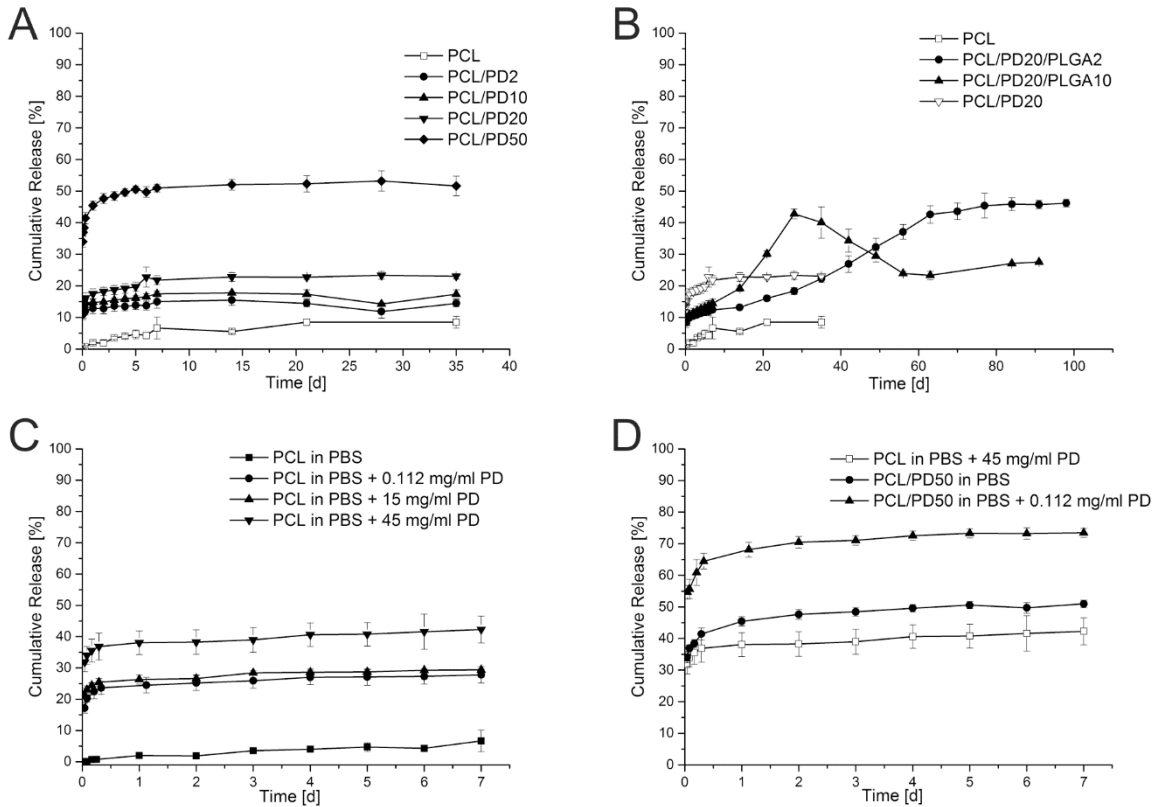 A
100
90
80
70
60
50
40
30
20
10
0
Cumulative Release [%]
PCL
PCL/PD2
PCL/PD10
PCL/PD20
PCL/PD50
0 5 10 15 20 25 30 35 40
Time [d]
B
100
90
80
70
60
50
40
30
20
10
0
Cumulative Release [%]
PCL
PCL/PD20/PLGA2
PCL/PD20/PLGA10
PCL/PD20
0 20 40 60 80 100
Time [d]
C
100
90
80
70
60
50
40
30
20
10
0
Cumulative Release [%]
PCL in PBS
PCL in PBS + 0.112 mg/ml PD
PCL in PBS + 15 mg/ml PD
PCL in PBS + 45 mg/ml PD
0 1 2 3 4 5 6 7
Time [d]
D
100
90
80
70
60
50
40
30
20
10
0
Cumulative Release [%]
PCL in PBS + 45 mg/ml PD
PCL/PD50 in PBS
PCL/PD50 in PBS + 0.112 mg/ml PD
0 1 2 3 4 5 6 7
Time [d]